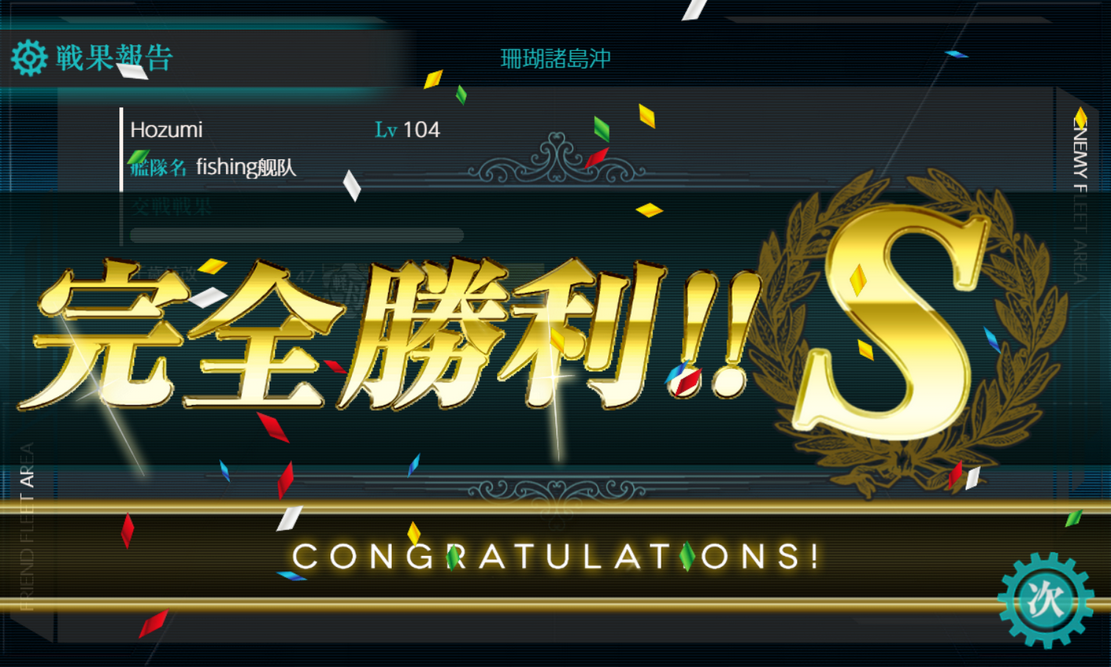 戦果報告
珊瑚諸島沖
Hozumi Lv 104
艦隊名 fishing舰队
交戦戦果
完全勝利!! S
CONGRATULATIONS!
FRIEND FLEET AREA
ENEMY FLEET AREA
次